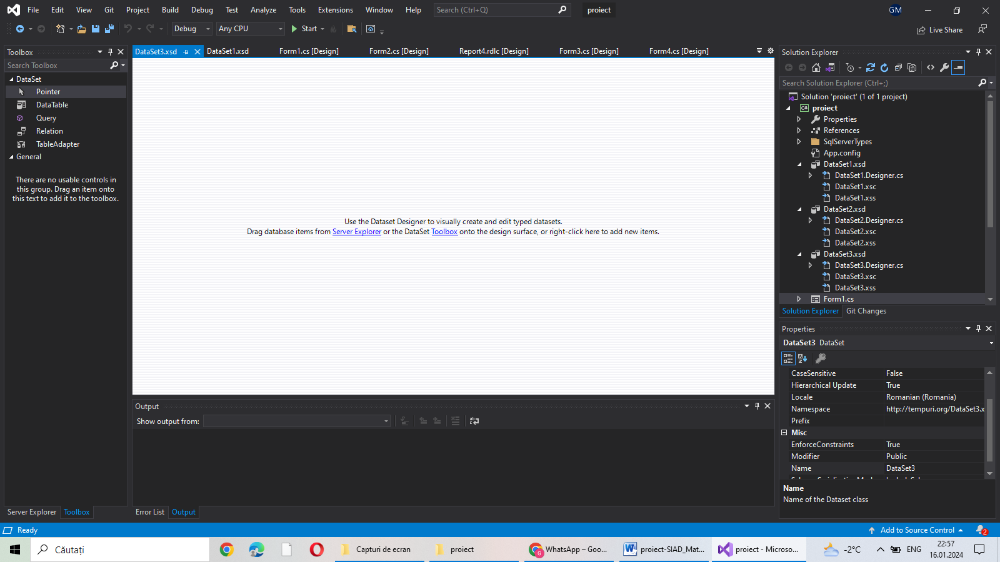 File Edit View Git Project Build Debug Test Analyze Tools Extensions Window Help Search (Ctrl+Q) proiect GM
Debug Any CPU Start Live Share
Toolbox
Search Toolbox
DataSet
Pointer
DataTable
Query
Relation
TableAdapter
General
There are no usable controls in
this group. Drag an item onto
this text to add it to the toolbox.
Server Explorer Toolbox
DataSet3.xsd DataSet1.xsd Form1.cs [Design] Form2.cs [Design] Report4.rdlc [Design] Form3.cs [Design] Form4.cs [Design]
Use the Dataset Designer to visually create and edit typed datasets.
Drag database items from Server Explorer or the DataSet Toolbox onto the design surface, or right-click here to add new items.
Output
Show output from:
Error List Output
Solution Explorer
Search Solution Explorer (Ctrl+;)
Solution 'proiect' (1 of 1 project)
C# proiect
Properties
References
SqlServerTypes
App.config
DataSet1.xsd
DataSet1.Designer.cs
DataSet1.xsc
DataSet1.xss
DataSet2.xsd
DataSet2.Designer.cs
DataSet2.xsc
DataSet2.xss
DataSet3.xsd
DataSet3.Designer.cs
DataSet3.xsc
DataSet3.xss
Form1.cs
Solution Explorer Git Changes
Properties
DataSet3 DataSet
CaseSensitive False
Hierarchical Update True
Locale Romanian (Romania)
Namespace http://tempuri.org/DataSet3.x
Prefix
Misc
EnforceConstraints True
Modifier Public
Name DataSet3
Name
Name of the Dataset class
Ready Add to Source Control 2
Căutați Capturi de ecran proiect WhatsApp – Goo... proiect-SIAD_Mat... proiect - Microso... -2°C ENG 22:57
16.01.2024